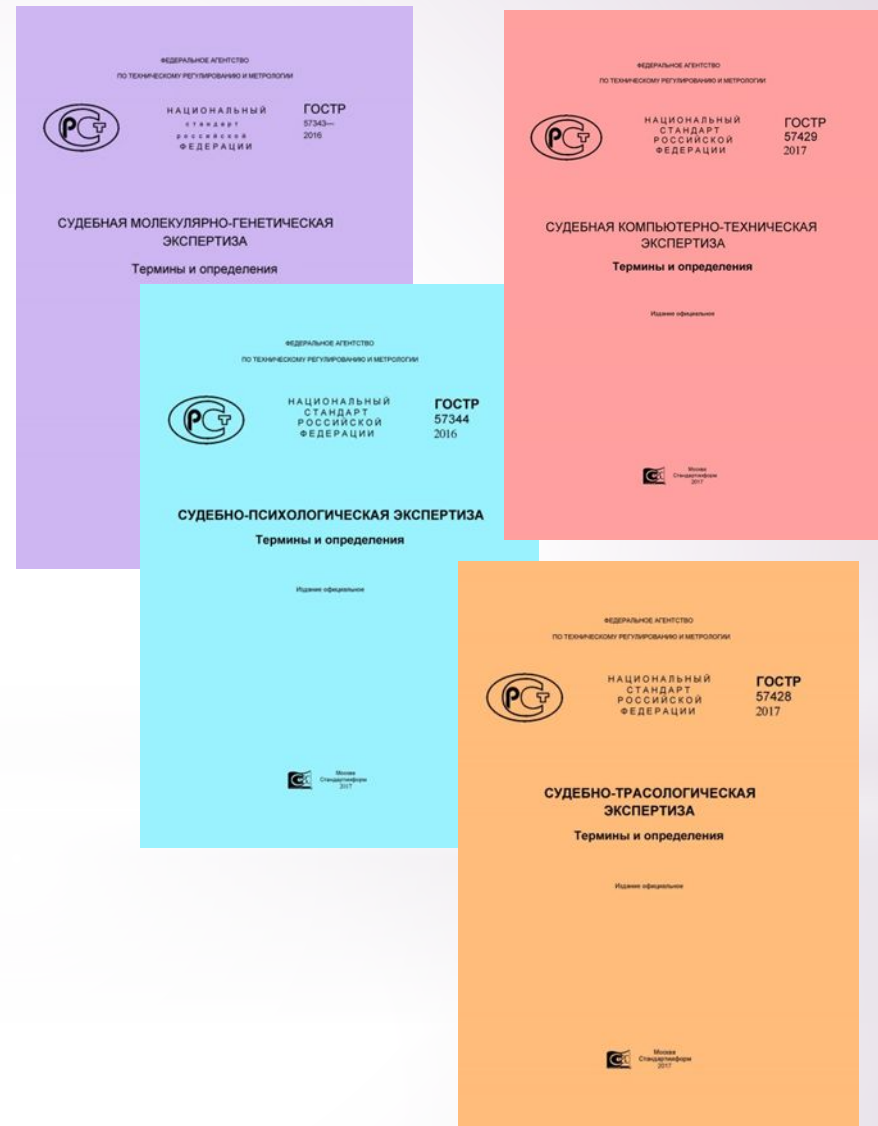 ФЕДЕРАЛЬНОЕ АГЕНТСТВО
ПО ТЕХНИЧЕСКОМУ РЕГУЛИРОВАНИЮ И МЕТРОЛОГИИ
РСТ
НАЦИОНАЛЬНЫЙ
стандарт
российской
ФЕДЕРАЦИИ
ГОСТР
57343—
2016
СУДЕБНАЯ МОЛЕКУЛЯРНО-ГЕНЕТИЧЕСКАЯ
ЭКСПЕРТИЗА
Термины и определения
ФЕДЕРАЛЬНОЕ АГЕНТСТВО
ПО ТЕХНИЧЕСКОМУ РЕГУЛИРОВАНИЮ И МЕТРОЛОГИИ
РСТ
НАЦИОНАЛЬНЫЙ
СТАНДАРТ
РОССИЙСКОЙ
ФЕДЕРАЦИИ
ГОСТР
57429
2017
СУДЕБНАЯ КОМПЬЮТЕРНО-ТЕХНИЧЕСКАЯ
ЭКСПЕРТИЗА
Термины и определения
Издание официальное
Москва
Стандартинформ
2017
ФЕДЕРАЛЬНОЕ АГЕНТСТВО
ПО ТЕХНИЧЕСКОМУ РЕГУЛИРОВАНИЮ И МЕТРОЛОГИИ
РСТ
НАЦИОНАЛЬНЫЙ
СТАНДАРТ
РОССИЙСКОЙ
ФЕДЕРАЦИИ
ГОСТР
57344
2016
СУДЕБНО-ПСИХОЛОГИЧЕСКАЯ ЭКСПЕРТИЗА
Термины и определения
Издание официальное
Москва
Стандартинформ
2017
ФЕДЕРАЛЬНОЕ АГЕНТСТВО
ПО ТЕХНИЧЕСКОМУ РЕГУЛИРОВАНИЮ И МЕТРОЛОГИИ
РСТ
НАЦИОНАЛЬНЫЙ
СТАНДАРТ
РОССИЙСКОЙ
ФЕДЕРАЦИИ
ГОСТР
57428
2017
СУДЕБНО-ТРАСОЛОГИЧЕСКАЯ
ЭКСПЕРТИЗА
Термины и определения
Издание официальное
Москва
Стандартинформ
2017